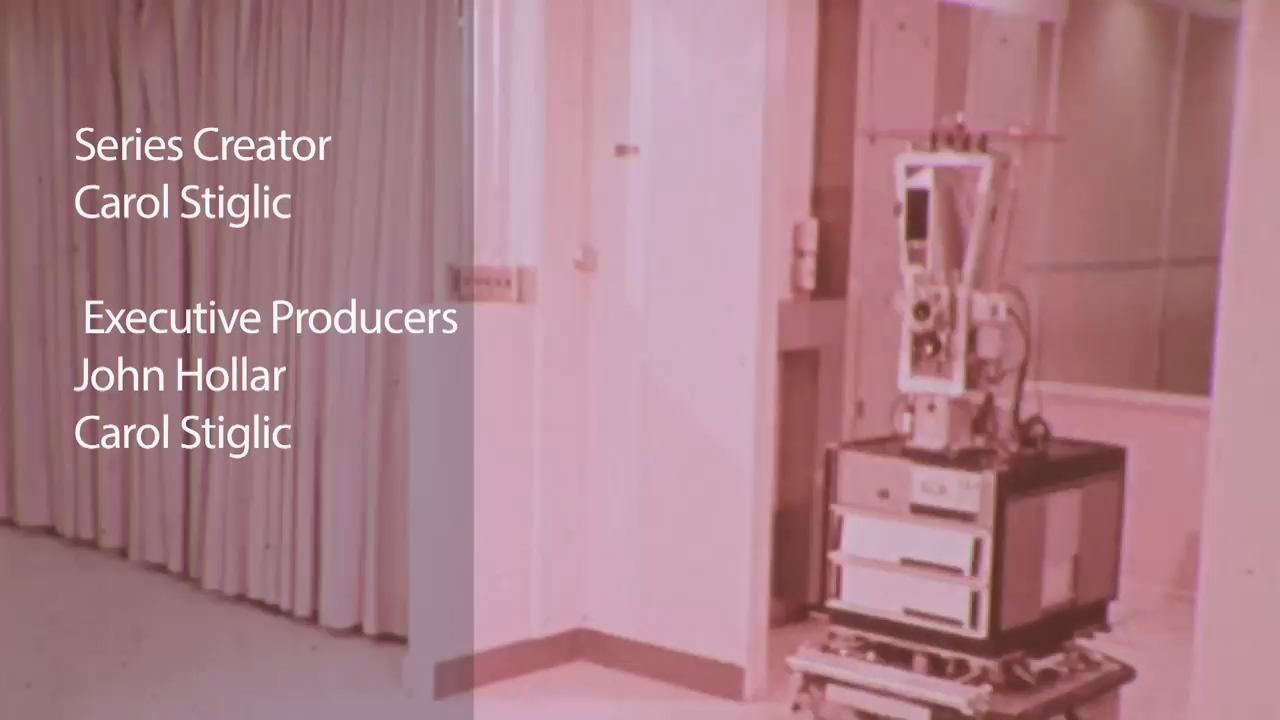 Series Creator
Carol Stiglic
Executive Producers
John Hollar
Carol Stiglic